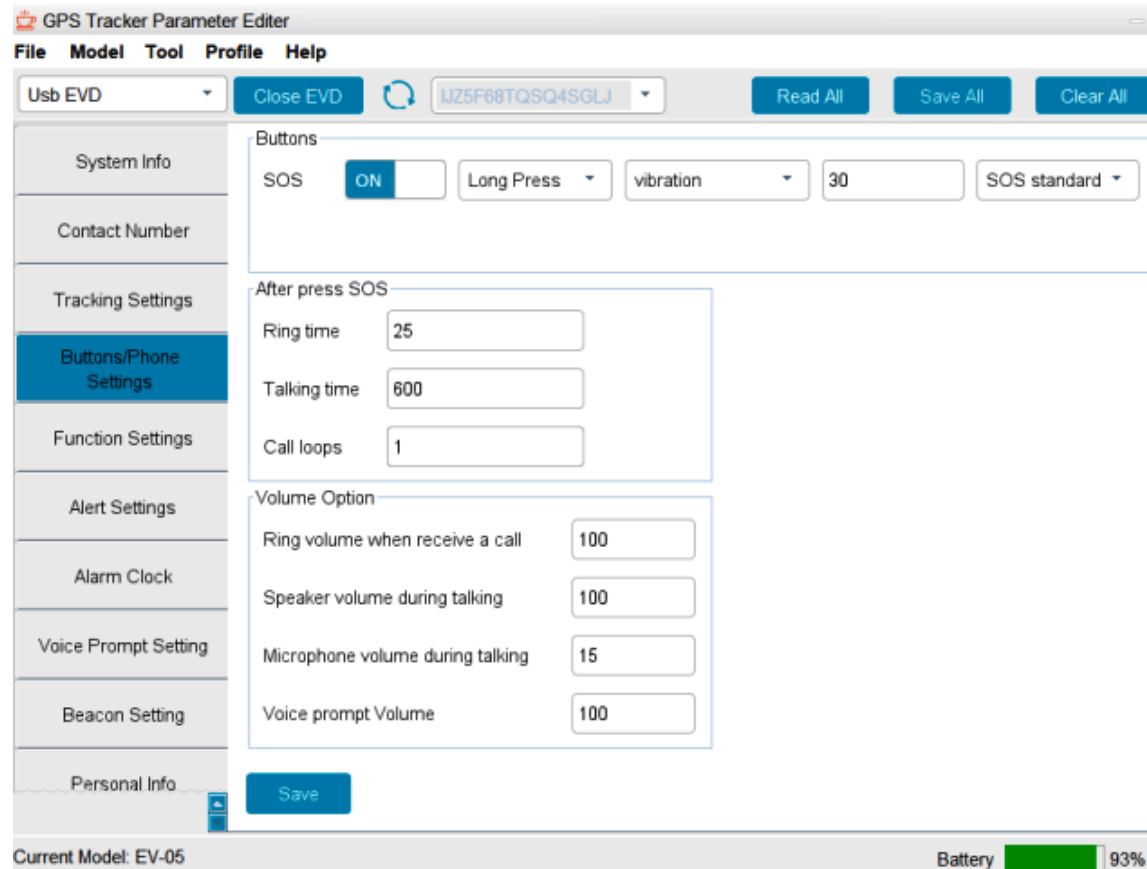 GPS Tracker Parameter Editer
File Model Tool Profile Help
Usb EVD Close EVD IJZ5F68TQSQ4SGLJ Read All Save All Clear All
System Info
Contact Number
Tracking Settings
Buttons/Phone
Settings
Function Settings
Alert Settings
Alarm Clock
Voice Prompt Setting
Beacon Setting
Personal Info
Buttons
SOS ON Long Press vibration 30 SOS standard
After press SOS
Ring time 25
Talking time 600
Call loops 1
Volume Option
Ring volume when receive a call 100
Speaker volume during talking 100
Microphone volume during talking 15
Voice prompt Volume 100
Save
Current Model: EV-05 Battery 93%